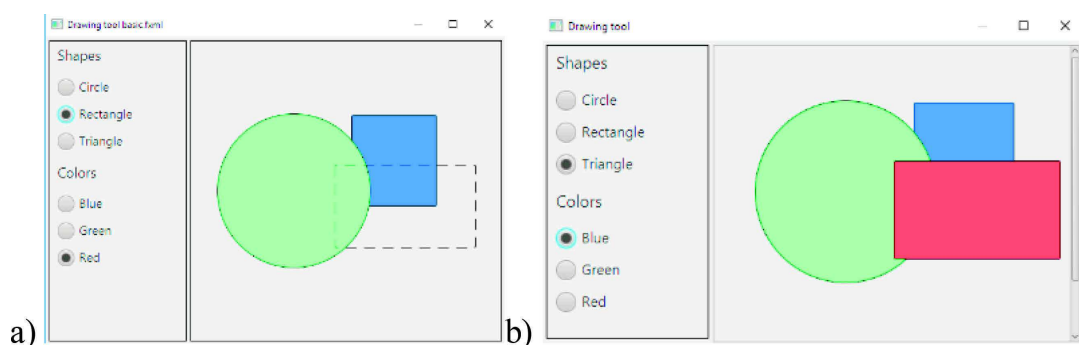 Drawing tool basic.fxml
Shapes
Circle
Rectangle
Triangle
Colors
Blue
Green
Red
a)
Drawing tool
Shapes
Circle
Rectangle
Triangle
Colors
Blue
Green
Red
b)